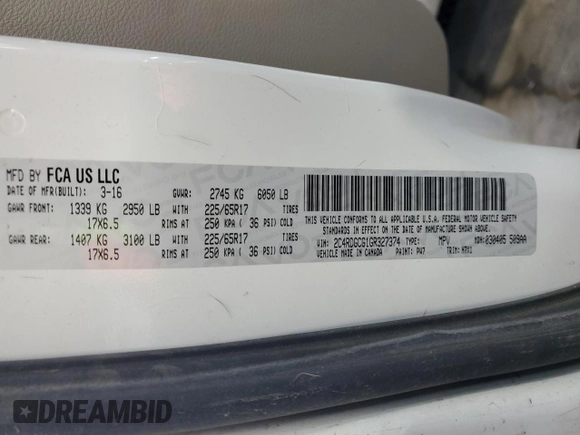 MFD BY FCA US LLC
DATE OF MFR(BUILT): 3-16 GVWR: 2745 KG 6050 LB
GAWR FRONT: 1339 KG 2950 LB WITH 225/65R17 TIRES
17X6.5 RIMS AT 250 KPA ( 36 PSI) COLD
GAWR REAR: 1407 KG 3100 LB WITH 225/65R17 TIRES
17X6.5 RIMS AT 250 KPA ( 36 PSI) COLD
THIS VEHICLE CONFORMS TO ALL APPLICABLE U.S.A. FEDERAL MOTOR VEHICLE SAFETY
STANDARDS IN EFFECT ON THE DATE OF MANUFACTURE SHOWN ABOVE.
VIN: 2C4RDGCG1GR327374 TYPE: MPV MDH: 030405 509AA
VEHICLE MADE IN CANADA PAINT: PW7 TRIM:
DREAMBID